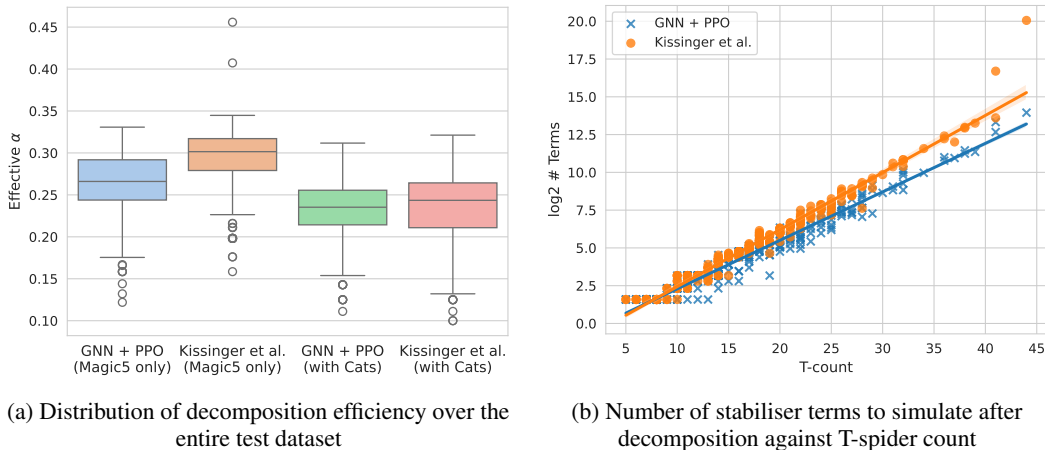 0.45
0.40
0.35
0.30
0.25
0.20
0.15
0.10
Effective α
GNN + PPO
(Magic5 only)
Kissinger et al.
(Magic5 only)
GNN + PPO
(with Cats)
Kissinger et al.
(with Cats)
(a) Distribution of decomposition efficiency over the
entire test dataset
20.0
17.5
15.0
12.5
10.0
7.5
5.0
2.5
0.0
log2 # Terms
GNN + PPO
Kissinger et al.
5 10 15 20 25 30 35 40 45
T-count
(b) Number of stabiliser terms to simulate after
decomposition against T-spider count